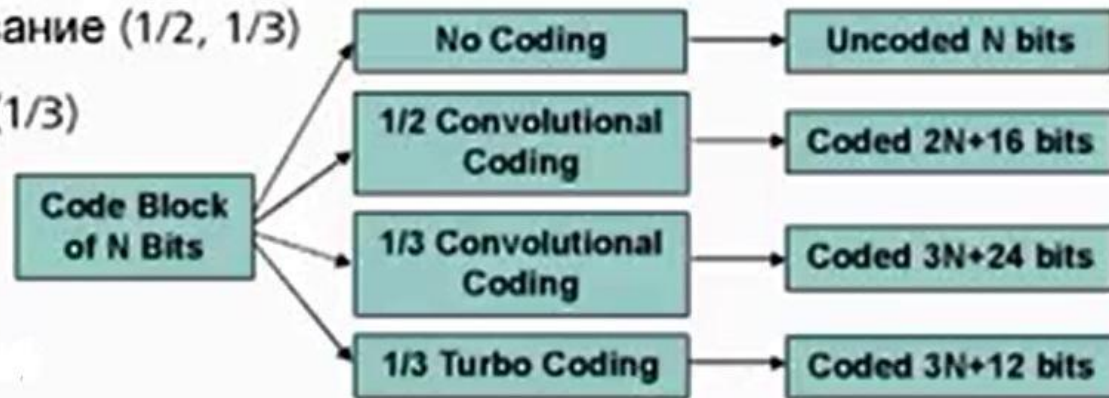 ание (1/2, 1/3)
(1/3)
Code Block
of N Bits
No Coding
Uncoded N bits
1/2 Convolutional
Coding
Coded 2N+16 bits
1/3 Convolutional
Coding
Coded 3N+24 bits
1/3 Turbo Coding
Coded 3N+12 bits